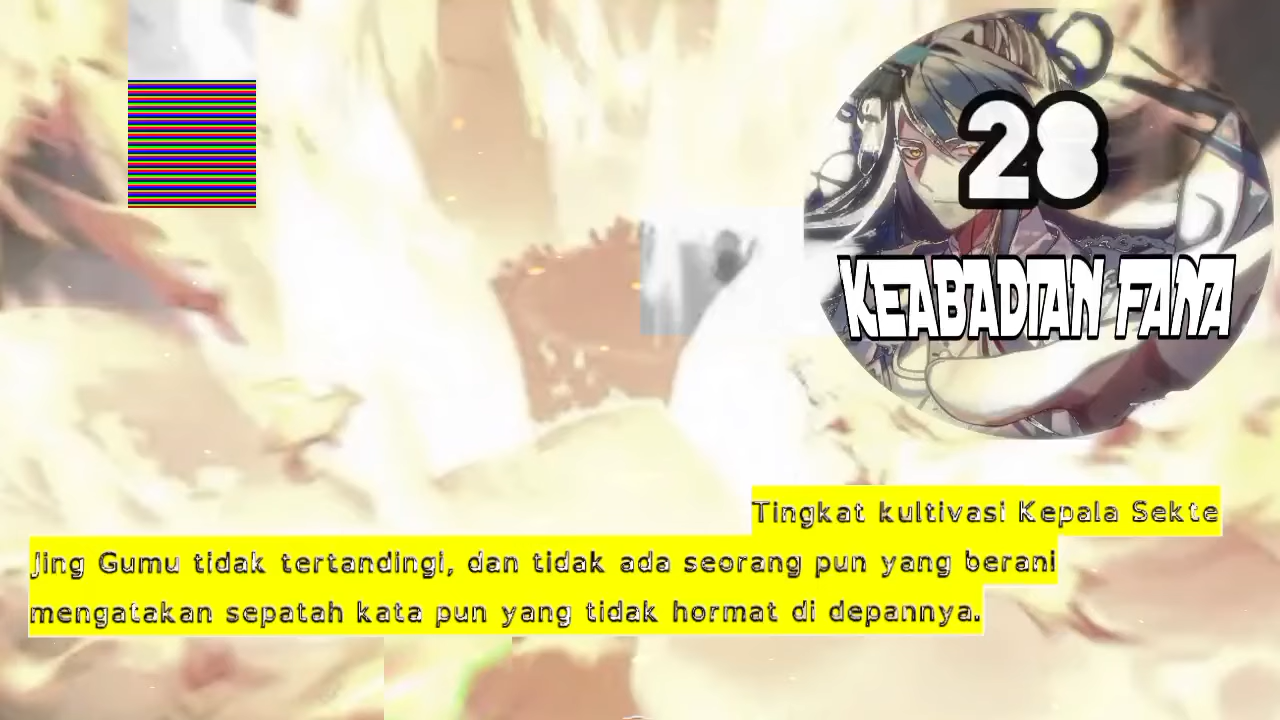 28
KEABADIAN FANA
Tingkat kultivasi Kepala Sekte
Jing Gumu tidak tertandingi, dan tidak ada seorang pun yang berani
mengatakan sepatah kata pun yang tidak hormat di depannya.